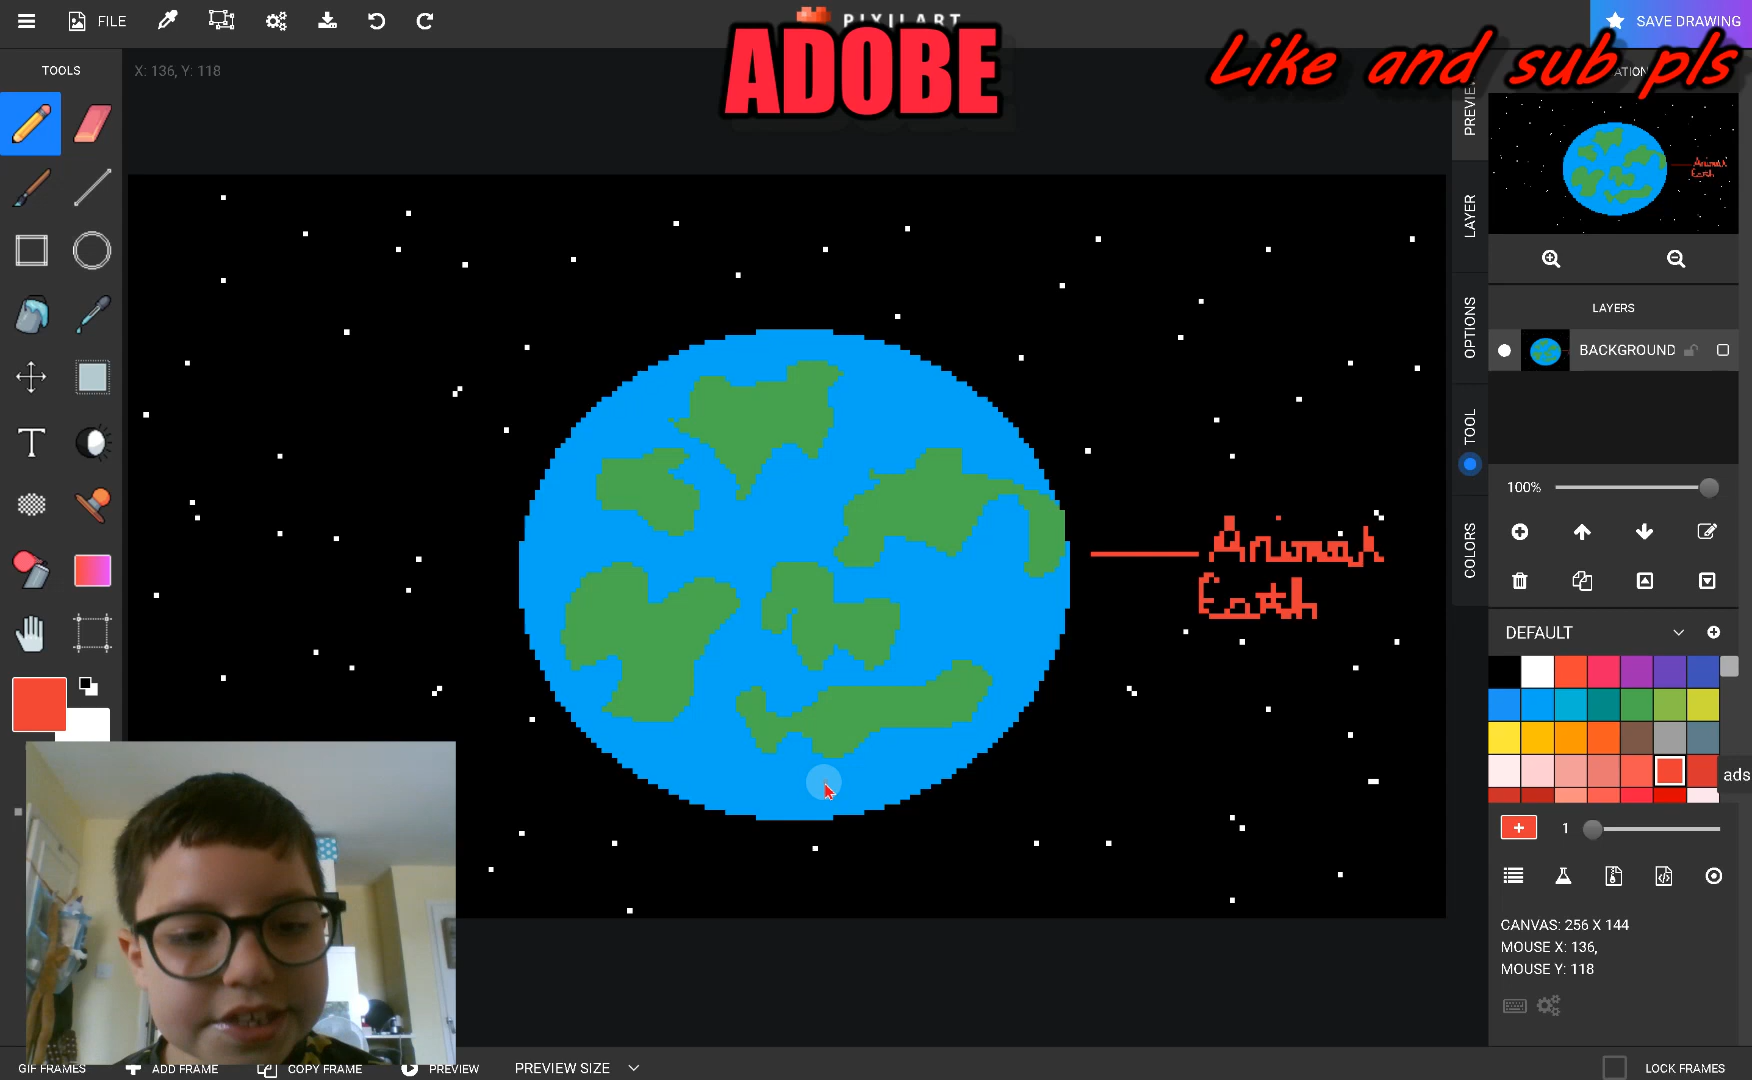 FILE
PIXILART
SAVE DRAWING
ADOBE
Like and sub pls
TOOLS
X: 136, Y: 118
PREVIEW
LAYER
OPTIONS
TOOL
COLORS
LAYERS
BACKGROUND
100%
Animals
Earth
DEFAULT
ads
1
CANVAS: 256 X 144
MOUSE X: 136,
MOUSE Y: 118
GIF FRAMES
ADD FRAME
COPY FRAME
PREVIEW
PREVIEW SIZE
LOCK FRAMES